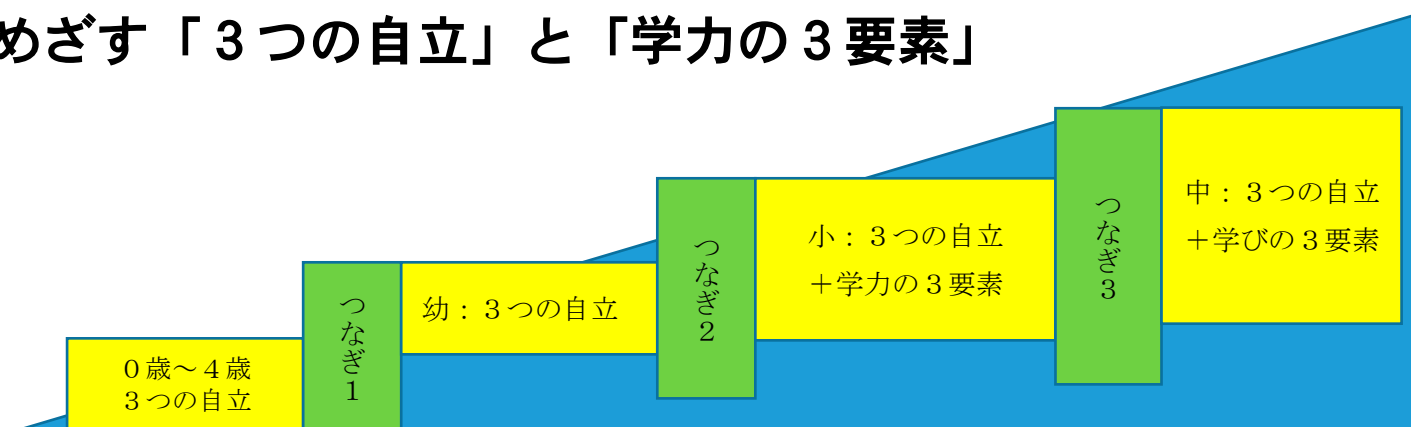 めざす「３つの自立」と「学力の３要素」
０歳～４歳
３つの自立
つなぎ１
幼：３つの自立
つなぎ２
小：３つの自立
＋学力の３要素
つなぎ３
中：３つの自立
＋学びの３要素